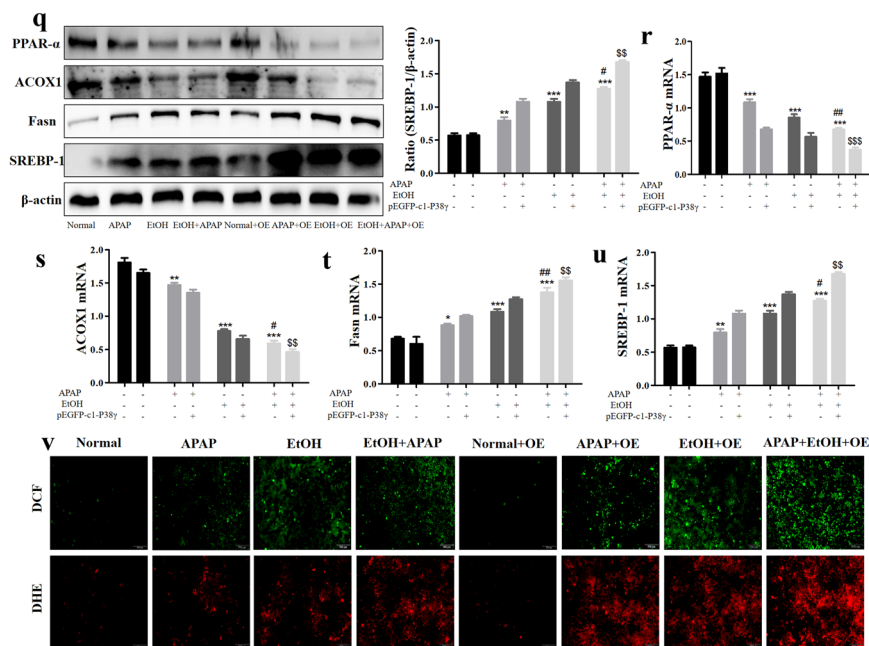 q
PPAR-α
ACOX1
Fasn
SREBP-1
β-actin
Normal APAP EtOH EtOH+APAP Normal+OE APAP+OE EtOH+OE EtOH+APAP+OE
Ratio (SREBP-1/β-actin)
2.0
1.5
1.0
0.5
0.0
** *** # *** $$
APAP - - + + - - + +
EtOH - - - - + + + +
pEGFP-c1-P38γ - - - + - + - +
r
PPAR-α mRNA
2.0
1.5
1.0
0.5
0.0
*** *** ## *** $$$
APAP - - + + - - + +
EtOH - - - - + + + +
pEGFP-c1-P38γ - - - + - + - +
s
ACOX1 mRNA
2.0
1.5
1.0
0.5
0.0
** *** # *** $$
APAP - - + + - - + +
EtOH - - - - + + + +
pEGFP-c1-P38γ - - - + - + - +
t
Fasn mRNA
2.0
1.5
1.0
0.5
0.0
* *** ## *** $$
APAP - - + + - - + +
EtOH - - - - + + + +
pEGFP-c1-P38γ - - - + - + - +
u
SREBP-1 mRNA
2.0
1.5
1.0
0.5
0.0
** *** # *** $$
APAP - - + + - - + +
EtOH - - - - + + + +
pEGFP-c1-P38γ - - - + - + - +
v
Normal APAP EtOH EtOH+APAP Normal+OE APAP+OE EtOH+OE APAP+EtOH+OE
DCF
DHE